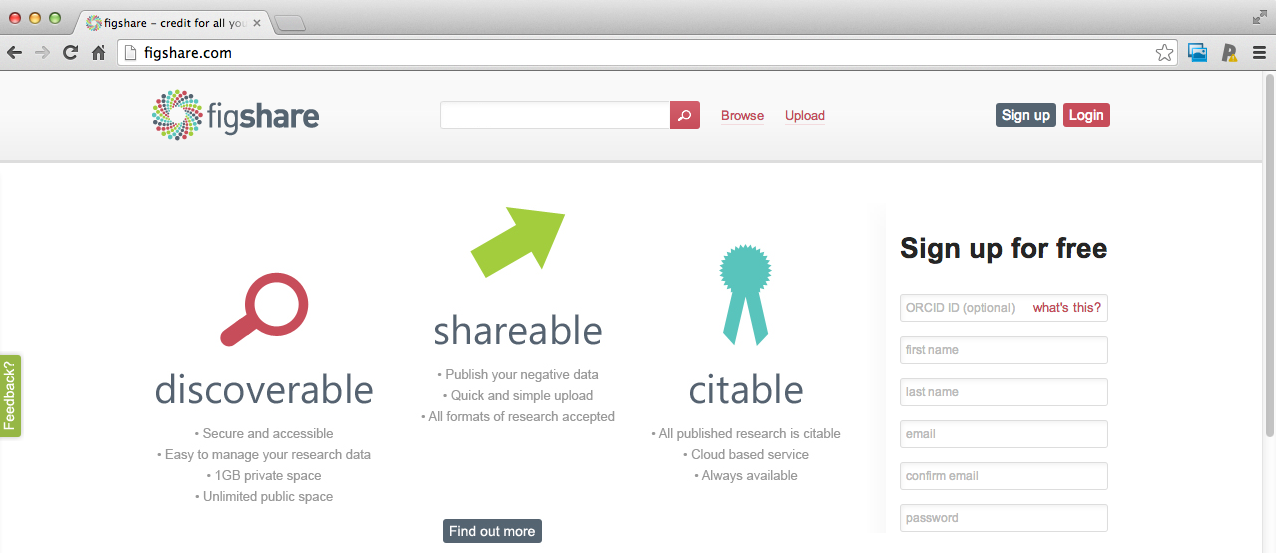 figshare - credit for all you
figshare.com
figshare
Browse
Upload
Sign up
Login
discoverable
• Secure and accessible
• Easy to manage your research data
• 1GB private space
• Unlimited public space
shareable
• Publish your negative data
• Quick and simple upload
• All formats of research accepted
citable
• All published research is citable
• Cloud based service
• Always available
Find out more
Sign up for free
ORCID ID (optional) what's this?
first name
last name
email
confirm email
password
Feedback?